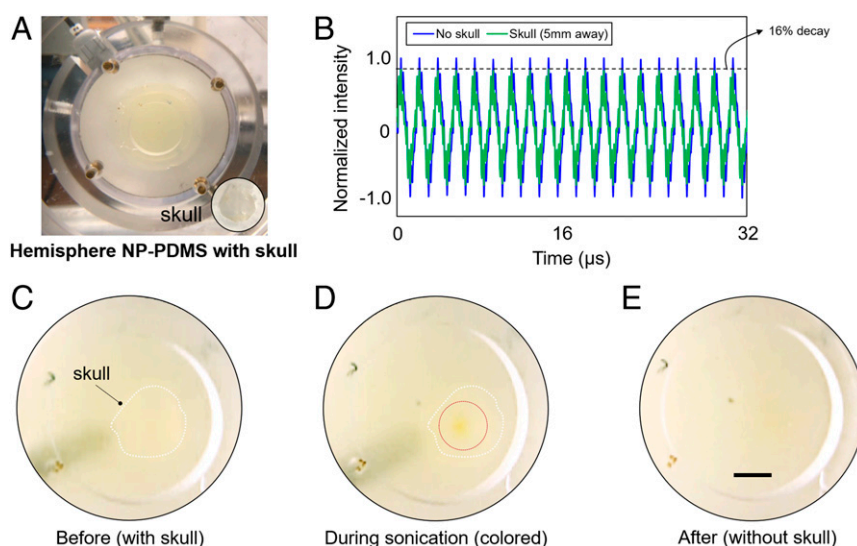 A
skull
Hemisphere NP-PDMS with skull
B
No skull
Skull (5mm away)
16% decay
Normalized intensity
1.0
0
-1.0
0
16
32
Time (µs)
C
skull
Before (with skull)
D
During sonication (colored)
E
After (without skull)